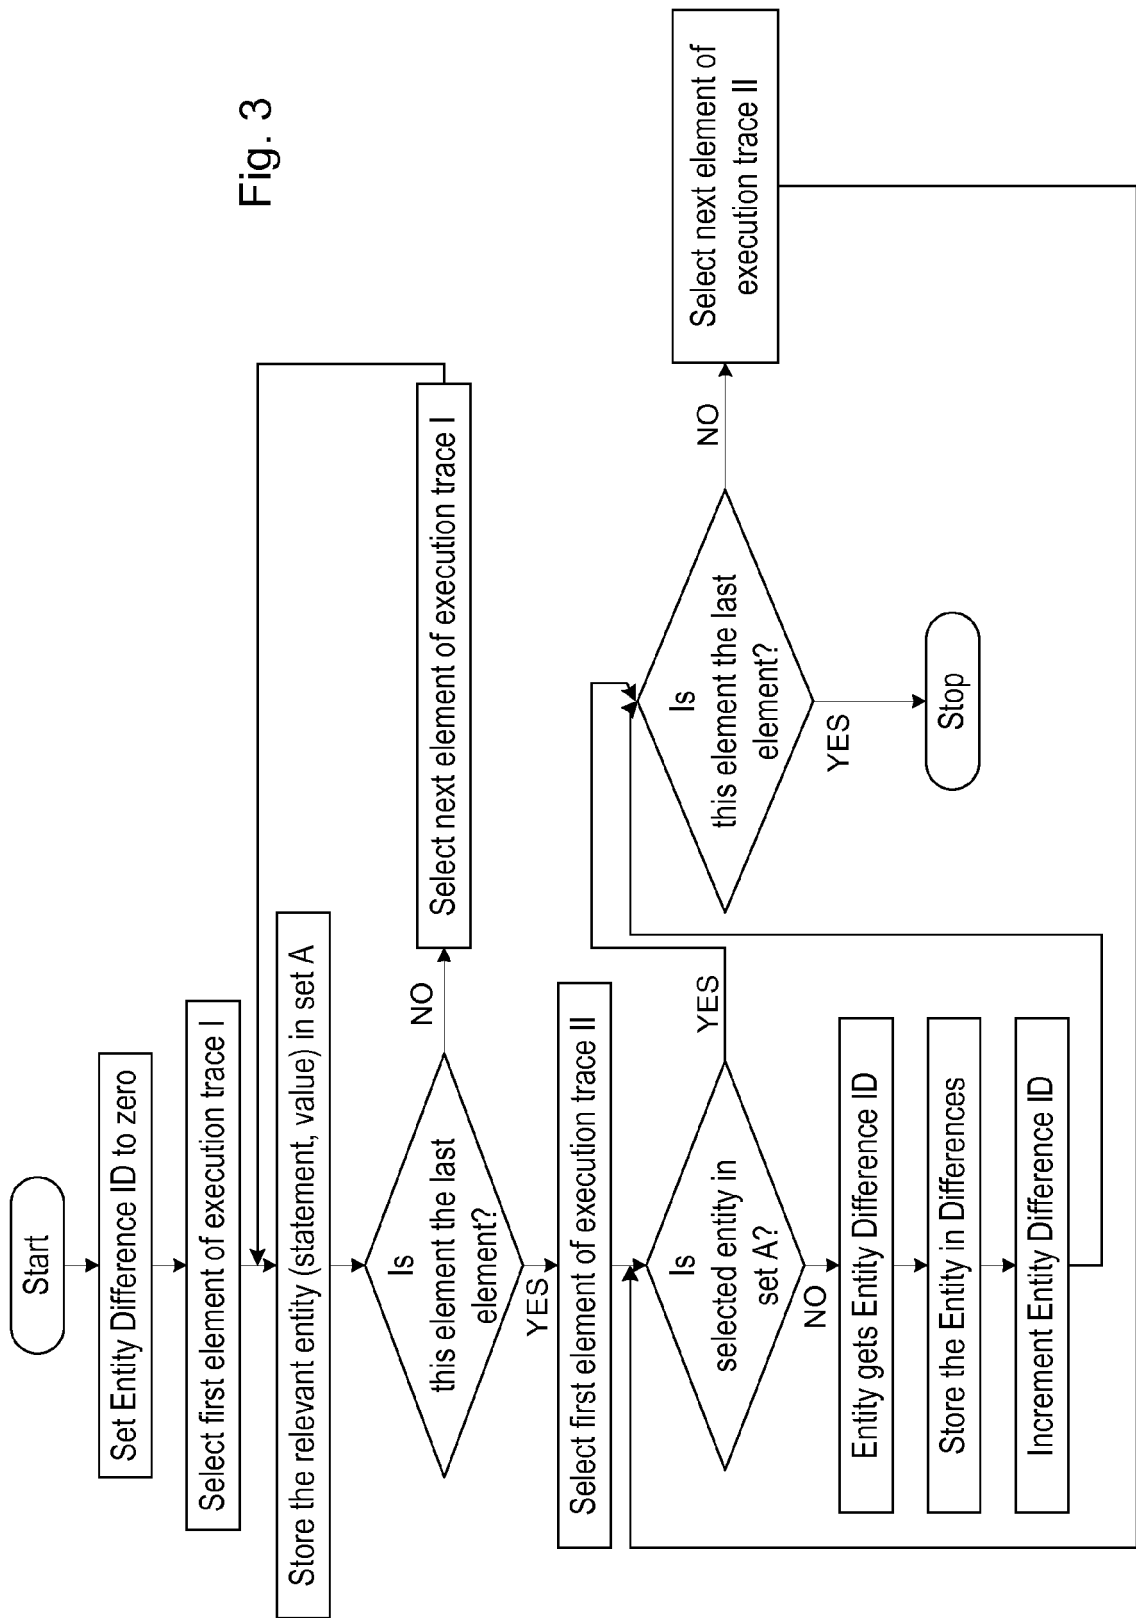 Fig. 3
Start
Set Entity Difference ID to zero
Select first element of execution trace I
Store the relevant entity (statement, value) in set A
Is
this element the last
element?
NO
Select next element of execution trace I
YES
Select first element of execution trace II
Is
selected entity in
set A?
YES
NO
Entity gets Entity Difference ID
Store the Entity in Differences
Increment Entity Difference ID
Is
this element the last
element?
NO
Select next element of
execution trace II
YES
Stop